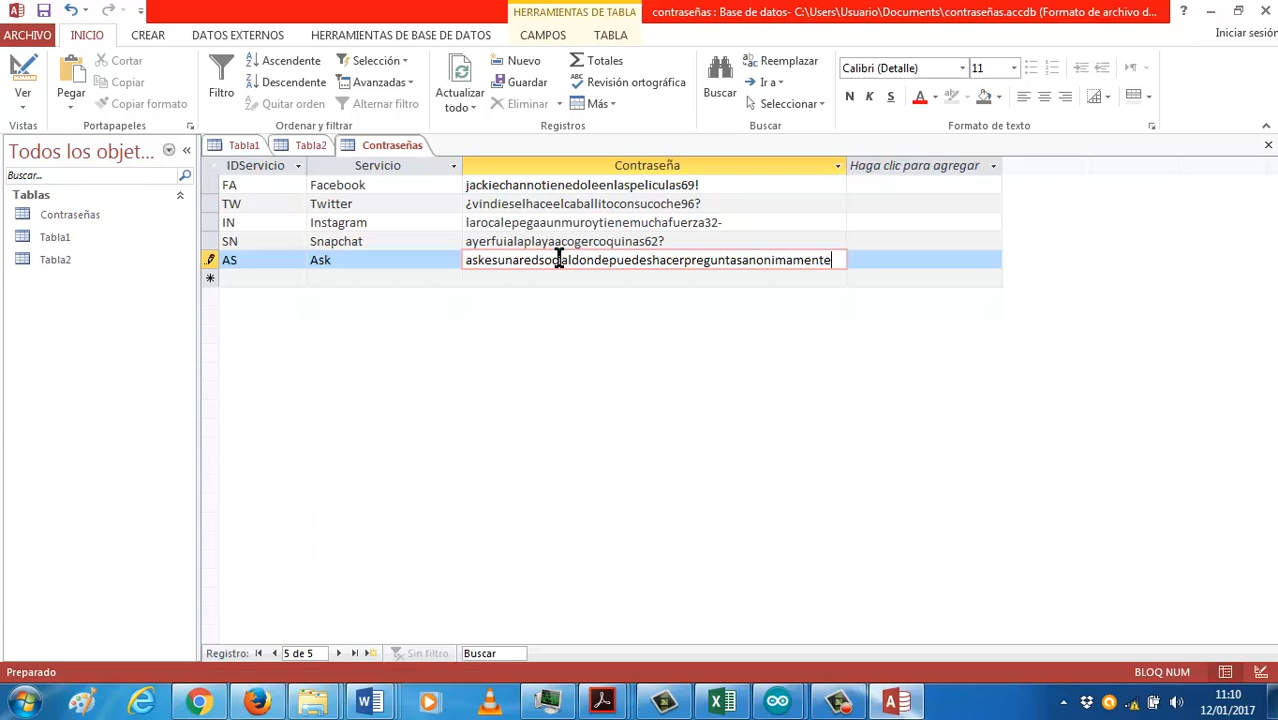 HERRAMIENTAS DE TABLA
contraseñas : Base de datos- C:\Users\Usuario\Documents\contraseñas.accdb (Formato de archivo d...
ARCHIVO INICIO CREAR DATOS EXTERNOS HERRAMIENTAS DE BASE DE DATOS CAMPOS TABLA Iniciar sesión
Ver
Vistas
Pegar
Cortar
Copiar
Copiar formato
Portapapeles
Filtro
Ascendente
Descendente
Quitar orden
Selección
Avanzadas
Alternar filtro
Ordenar y filtrar
Actualizar
todo
Nuevo
Guardar
Eliminar
Totales
Revisión ortográfica
Más
Registros
Buscar
Reemplazar
Ir a
Seleccionar
Buscar
Calibri (Detalle) 11
N K S A
Formato de texto
Todos los objet...
Buscar...
Tablas
Contraseñas
Tabla1
Tabla2
Tabla1 Tabla2 Contraseñas
IDServicio Servicio Contraseña Haga clic para agregar
FA Facebook jackiechannotienedoleenlaspeliculas69!
TW Twitter ¿vindieselhaceelcaballitoconsucoche96?
IN Instagram larocalepegaaunmuroytienemuchafuerza32-
SN Snapchat ayerfuialaplayaacogercoquinas62?
AS Ask askesunaredsocialdondepuedeshacerpreguntasanonimamente
Registro: 5 de 5 Sin filtro Buscar
Preparado BLOQ NUM
11:10
12/01/2017